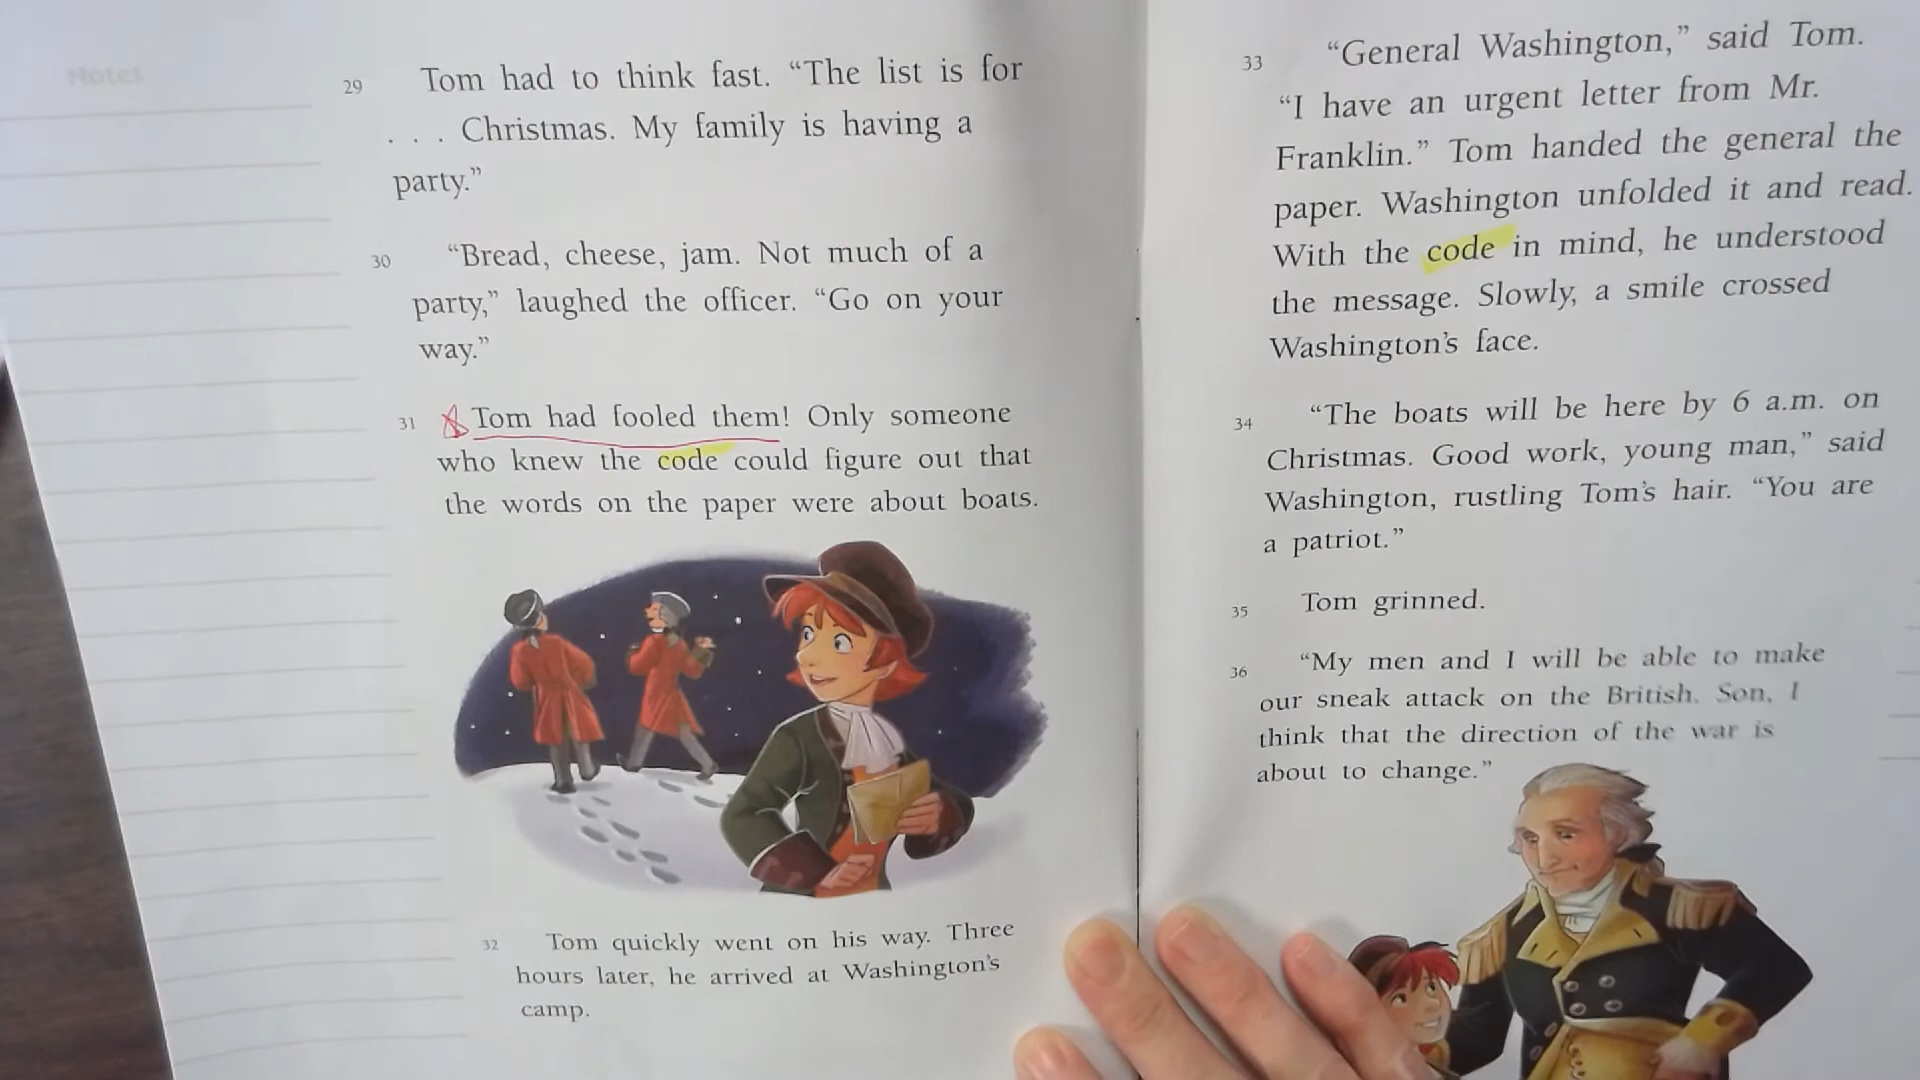 Notes
29 Tom had to think fast. “The list is for
. . . Christmas. My family is having a
party.”
30 “Bread, cheese, jam. Not much of a
party,” laughed the officer. “Go on your
way.”
31 Tom had fooled them! Only someone
who knew the code could figure out that
the words on the paper were about boats.
32 Tom quickly went on his way. Three
hours later, he arrived at Washington’s
camp.
33 “General Washington,” said Tom.
“I have an urgent letter from Mr.
Franklin.” Tom handed the general the
paper. Washington unfolded it and read.
With the code in mind, he understood
the message. Slowly, a smile crossed
Washington’s face.
34 “The boats will be here by 6 a.m. on
Christmas. Good work, young man,” said
Washington, rustling Tom’s hair. “You are
a patriot.”
35 Tom grinned.
36 “My men and I will be able to make
our sneak attack on the British. Son, I
think that the direction of the war is
about to change.”